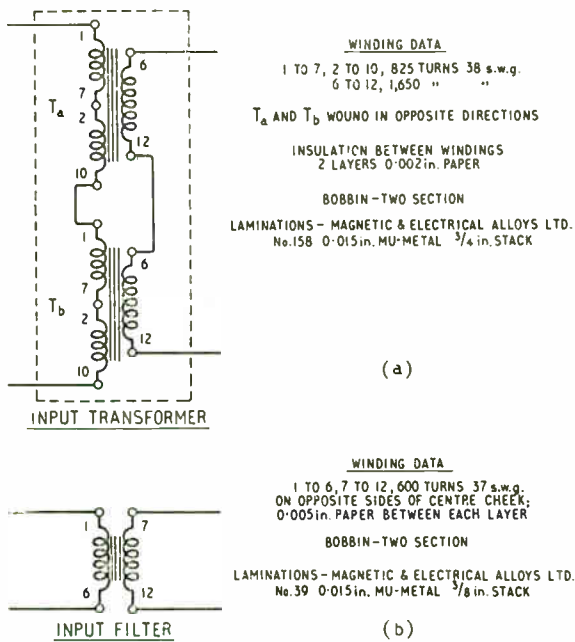 1
6
7
Ta
2
12
10
1
6
7
Tb
2
12
10
INPUT TRANSFORMER
WINDING DATA
1 TO 7, 2 TO 10, 825 TURNS 38 s.w.g.
6 TO 12, 1,650 " "
Ta AND Tb WOUND IN OPPOSITE DIRECTIONS
INSULATION BETWEEN WINDINGS
2 LAYERS 0·002in. PAPER
BOBBIN - TWO SECTION
LAMINATIONS - MAGNETIC & ELECTRICAL ALLOYS LTD.
No.158 0·015in. MU-METAL 3/4 in. STACK
(a)
1
7
6
12
INPUT FILTER
WINDING DATA
1 TO 6, 7 TO 12, 600 TURNS 37 s.w.g.
ON OPPOSITE SIDES OF CENTRE CHEEK;
0·005in. PAPER BETWEEN EACH LAYER
BOBBIN - TWO SECTION
LAMINATIONS - MAGNETIC & ELECTRICAL ALLOYS LTD.
No.39 0·015in. MU-METAL 3/8 in. STACK
(b)